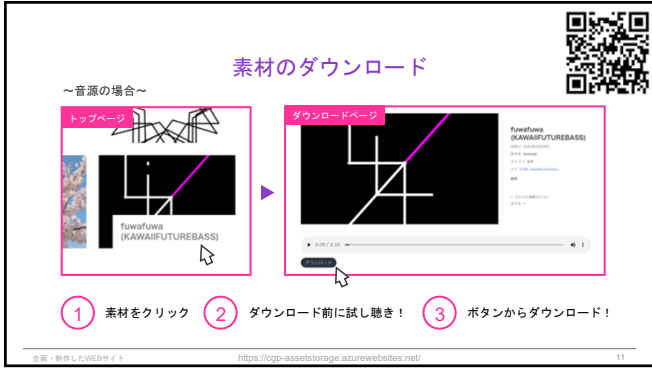 素材のダウンロード
～音源の場合～
トップページ
fuwafuwa
(KAWAIIFUTUREBASS)
ダウンロードページ
fuwafuwa
(KAWAIIFUTUREBASS)
0:00 / 2:10
ダウンロード
1 素材をクリック
2 ダウンロード前に試し聴き！
3 ボタンからダウンロード！
企画・制作したWEBサイト
https://cgp-assetstorage.azurewebsites.net/
11